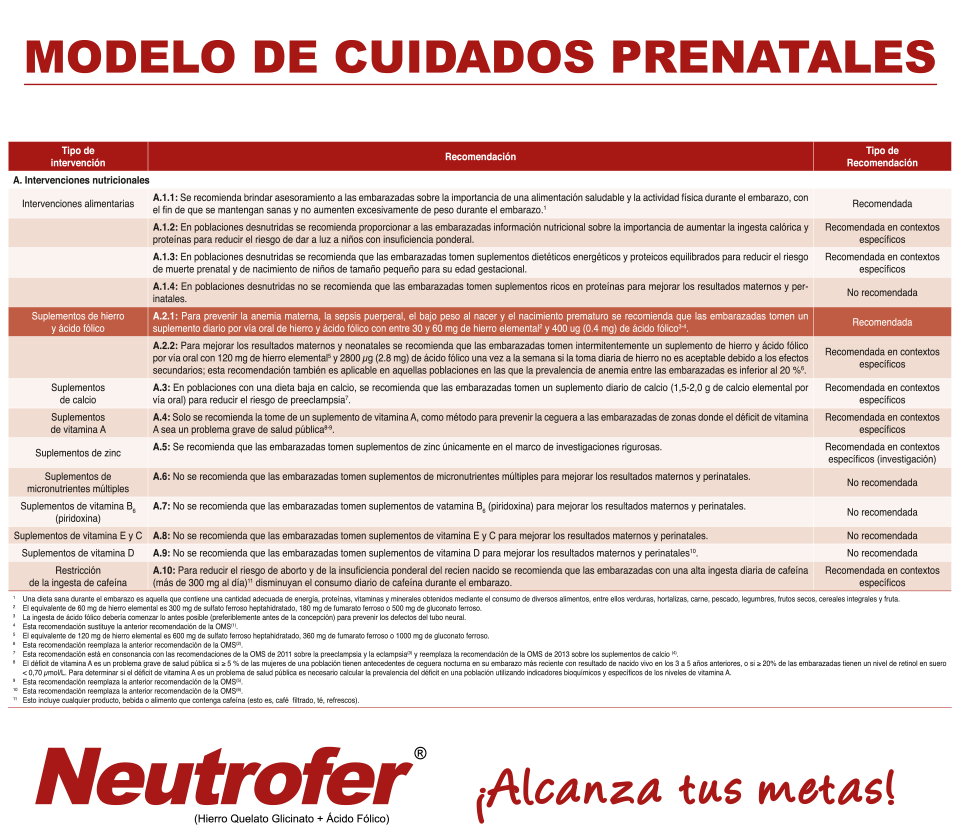 MODELO DE CUIDADOS PRENATALES
Tipo de
intervención
Recomendación
Tipo de
Recomendación
A. Intervenciones nutricionales
Intervenciones alimentarias
A.1.1: Se recomienda brindar asesoramiento a las embarazadas sobre la importancia de una alimentación saludable y la actividad física durante el embarazo, con
el fin de que se mantengan sanas y no aumenten excesivamente de peso durante el embarazo.¹
Recomendada
A.1.2: En poblaciones desnutridas se recomienda proporcionar a las embarazadas información nutricional sobre la importancia de aumentar la ingesta calórica y
proteínas para reducir el riesgo de dar a luz a niños con insuficiencia ponderal.
Recomendada en contextos
específicos
A.1.3: En poblaciones desnutridas se recomienda que las embarazadas tomen suplementos dietéticos energéticos y proteicos equilibrados para reducir el riesgo
de muerte prenatal y de nacimiento de niños de tamaño pequeño para su edad gestacional.
Recomendada en contextos
específicos
A.1.4: En poblaciones desnutridas no se recomienda que las embarazadas tomen suplementos ricos en proteínas para mejorar los resultados maternos y per-
inatales.
No recomendada
Suplementos de hierro
y ácido fólico
A.2.1: Para prevenir la anemia materna, la sepsis puerperal, el bajo peso al nacer y el nacimiento prematuro se recomienda que las embarazadas tomen un
suplemento diario por vía oral de hierro y ácido fólico con entre 30 y 60 mg de hierro elemental² y 400 ug (0.4 mg) de ácido fólico³⁻⁴.
Recomendada
A.2.2: Para mejorar los resultados maternos y neonatales se recomienda que las embarazadas tomen intermitentemente un suplemento de hierro y ácido fólico
por vía oral con 120 mg de hierro elemental⁵ y 2800 µg (2.8 mg) de ácido fólico una vez a la semana si la toma diaria de hierro no es aceptable debido a los efectos
secundarios; esta recomendación también es aplicable en aquellas poblaciones en las que la prevalencia de anemia entre las embarazadas es inferior al 20 %⁶.
Recomendada en contextos
específicos
Suplementos
de calcio
A.3: En poblaciones con una dieta baja en calcio, se recomienda que las embarazadas tomen un suplemento diario de calcio (1,5-2,0 g de calcio elemental por
vía oral) para reducir el riesgo de preeclampsia⁷.
Recomendada en contextos
específicos
Suplementos
de vitamina A
A.4: Solo se recomienda la tome de un suplemento de vitamina A, como método para prevenir la ceguera a las embarazadas de zonas donde el déficit de vitamina
A sea un problema grave de salud pública⁸⁻⁹.
Recomendada en contextos
específicos
Suplementos de zinc
A.5: Se recomienda que las embarazadas tomen suplementos de zinc únicamente en el marco de investigaciones rigurosas.
Recomendada en contextos
específicos (investigación)
Suplementos de
micronutrientes múltiples
A.6: No se recomienda que las embarazadas tomen suplementos de micronutrientes múltiples para mejorar los resultados maternos y perinatales.
No recomendada
Suplementos de vitamina B₆
(piridoxina)
A.7: No se recomienda que las embarazadas tomen suplementos de vatamina B₆ (piridoxina) para mejorar los resultados maternos y perinatales.
No recomendada
Suplementos de vitamina E y C
A.8: No se recomienda que las embarazadas tomen suplementos de vitamina E y C para mejorar los resultados maternos y perinatales.
No recomendada
Suplementos de vitamina D
A.9: No se recomienda que las embarazadas tomen suplementos de vitamina D para mejorar los resultados maternos y perinatales¹⁰.
No recomendada
Restricción
de la ingesta de cafeína
A.10: Para reducir el riesgo de aborto y de la insuficiencia ponderal del recien nacido se recomienda que las embarazadas con una alta ingesta diaria de cafeína
(más de 300 mg al día)¹¹ disminuyan el consumo diario de cafeína durante el embarazo.
Recomendada en contextos
específicos
¹ Una dieta sana durante el embarazo es aquella que contiene una cantidad adecuada de energía, proteínas, vitaminas y minerales obtenidos mediante el consumo de diversos alimentos, entre ellos verduras, hortalizas, carne, pescado, legumbres, frutos secos, cereales integrales y fruta.
² El equivalente de 60 mg de hierro elemental es 300 mg de sulfato ferroso heptahidratado, 180 mg de fumarato ferroso o 500 mg de gluconato ferroso.
³ La ingesta de ácido fólico debería comenzar lo antes posible (preferiblemente antes de la concepción) para prevenir los defectos del tubo neural.
⁴ Esta recomendación sustituye la anterior recomendación de la OMS⁽¹⁾.
⁵ El equivalente de 120 mg de hierro elemental es 600 mg de sulfato ferroso heptahidratado, 360 mg de fumarato ferroso o 1000 mg de gluconato ferroso.
⁶ Esta recomendación reemplaza la anterior recomendación de la OMS⁽²⁾.
⁷ Esta recomendación está en consonancia con las recomendaciones de la OMS de 2011 sobre la preeclampsia y la eclampsia⁽³⁾ y reemplaza la recomendación de la OMS de 2013 sobre los suplementos de calcio ⁽⁴⁾.
⁸ El déficit de vitamina A es un problema grave de salud pública si ≥ 5 % de las mujeres de una población tienen antecedentes de ceguera nocturna en su embarazo más reciente con resultado de nacido vivo en los 3 a 5 años anteriores, o si ≥ 20% de las embarazadas tienen un nivel de retinol en suero
< 0,70 µmol/L. Para determinar si el déficit de vitamina A es un problema de salud pública es necesario calcular la prevalencia del déficit en una población utilizando indicadores bioquímicos y específicos de los niveles de vitamina A.
⁹ Esta recomendación reemplaza la anterior recomendación de la OMS⁽⁵⁾.
¹⁰ Esta recomendación reemplaza la anterior recomendación de la OMS⁽⁶⁾.
¹¹ Esto incluye cualquier producto, bebida o alimento que contenga cafeína (esto es, café filtrado, té, refrescos).
Neutrofer®
(Hierro Quelato Glicinato + Ácido Fólico)
¡Alcanza tus metas!